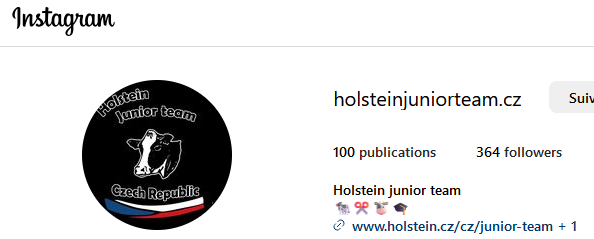 Instagram
Holstein
Junior team
Czech Republic
holsteinjuniorteam.cz
Suiv
100 publications
364 followers
Holstein junior team
www.holstein.cz/cz/junior-team + 1